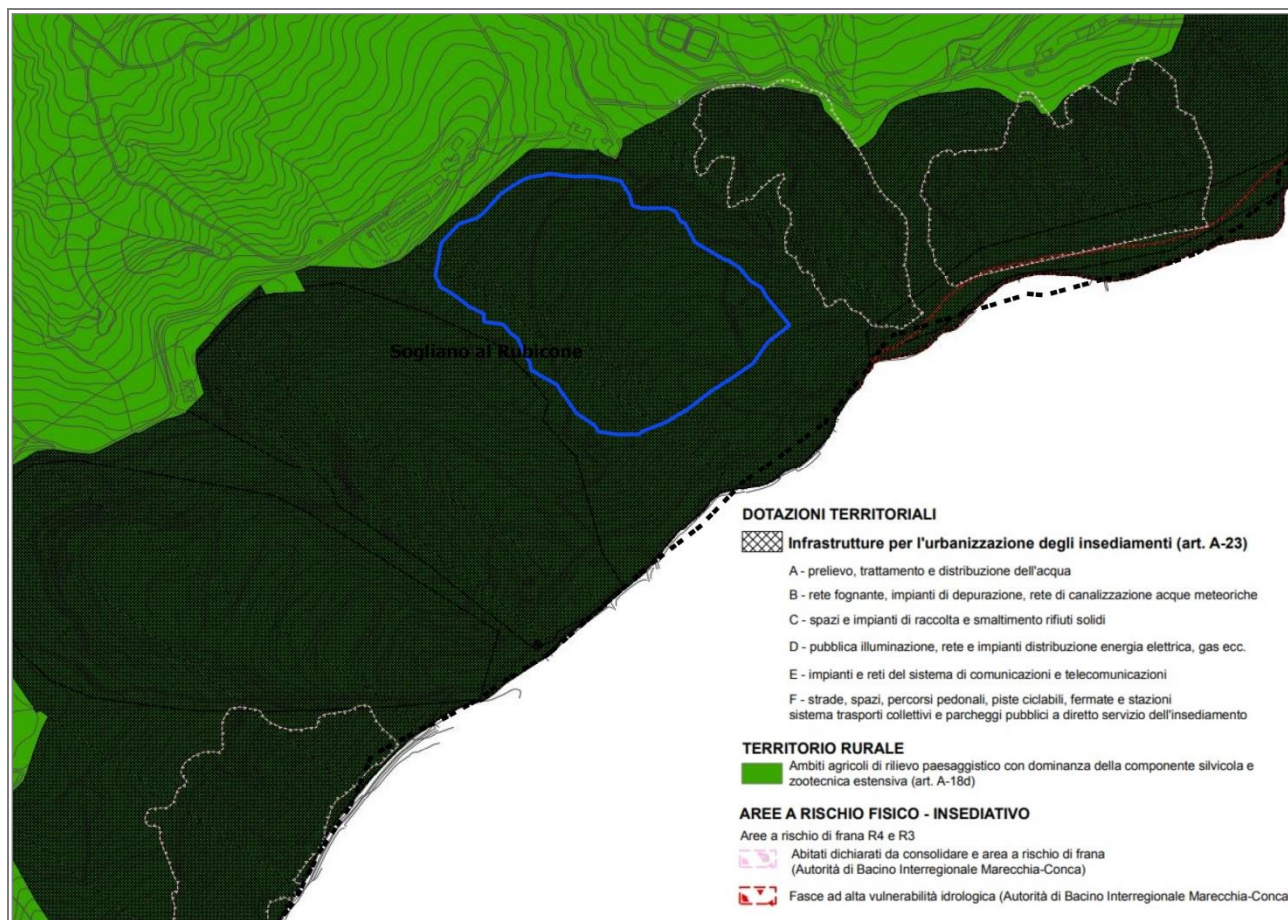 Sogliano al Rubicone
DOTAZIONI TERRITORIALI
Infrastrutture per l'urbanizzazione degli insediamenti (art. A-23)
A - prelievo, trattamento e distribuzione dell'acqua
B - rete fognante, impianti di depurazione, rete di canalizzazione acque meteoriche
C - spazi e impianti di raccolta e smaltimento rifiuti solidi
D - pubblica illuminazione, rete e impianti distribuzione energia elettrica, gas ecc.
E - impianti e reti del sistema di comunicazioni e telecomunicazioni
F - strade, spazi, percorsi pedonali, piste ciclabili, fermate e stazioni
sistema trasporti collettivi e parcheggi pubblici a diretto servizio dell'insediamento
TERRITORIO RURALE
Ambiti agricoli di rilievo paesaggistico con dominanza della componente silvicola e
zootecnica estensiva (art. A-18d)
AREE A RISCHIO FISICO - INSEDIATIVO
Aree a rischio di frana R4 e R3
Abitati dichiarati da consolidare e area a rischio di frana
(Autorità di Bacino Interregionale Marecchia-Conca)
Fasce ad alta vulnerabilità idrologica (Autorità di Bacino Interregionale Marecchia-Conca